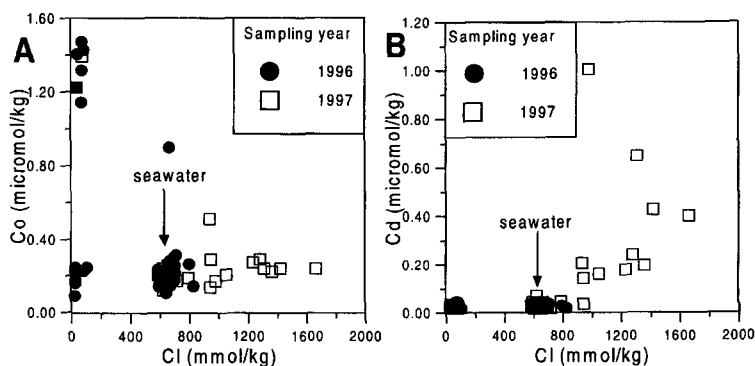 A
Sampling year
1996
1997
seawater
Co (micromol/kg)
1.60
1.20
0.80
0.40
0.00
0 400 800 1200 1600 2000
Cl (mmol/kg)
B
Sampling year
1996
1997
seawater
Cd (micromol/kg)
1.20
1.00
0.80
0.60
0.40
0.20
0.00
0 400 800 1200 1600 2000
Cl (mmol/kg)